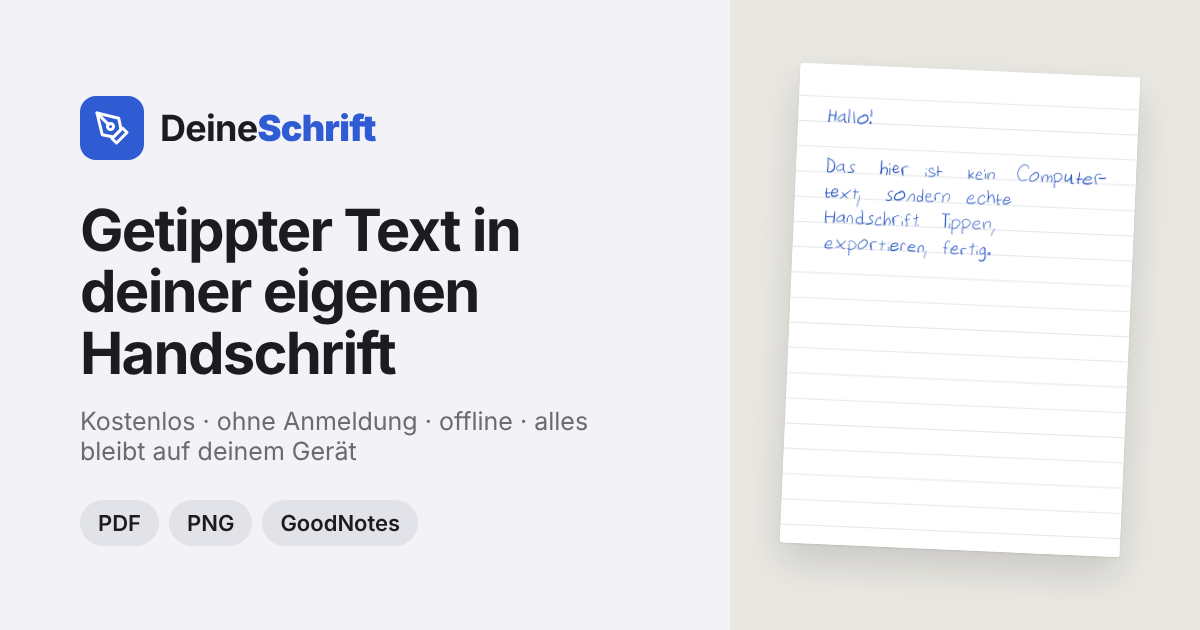 DeineSchrift
Getippter Text in
deiner eigenen
Handschrift
Kostenlos · ohne Anmeldung · offline · alles
bleibt auf deinem Gerät
PDF PNG GoodNotes
Hallo!
Das hier ist kein Computer-
text, sondern echte
Handschrift. Tippen,
exportieren, fertig.